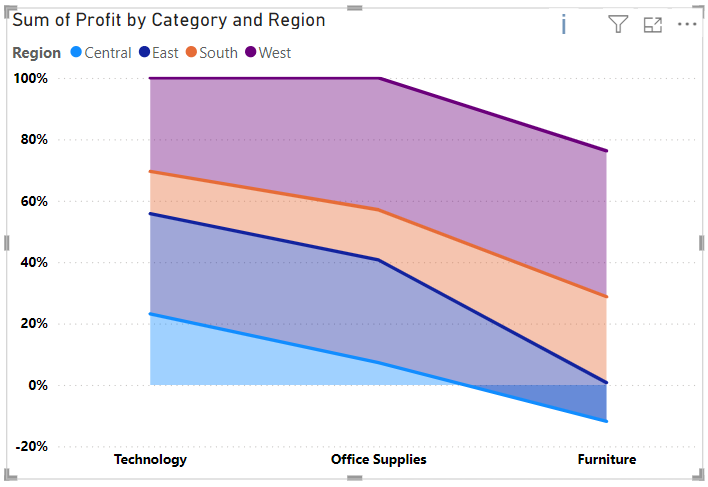 Sum of Profit by Category and Region
Region Central East South West
100%
80%
60%
40%
20%
0%
-20%
Technology Office Supplies Furniture